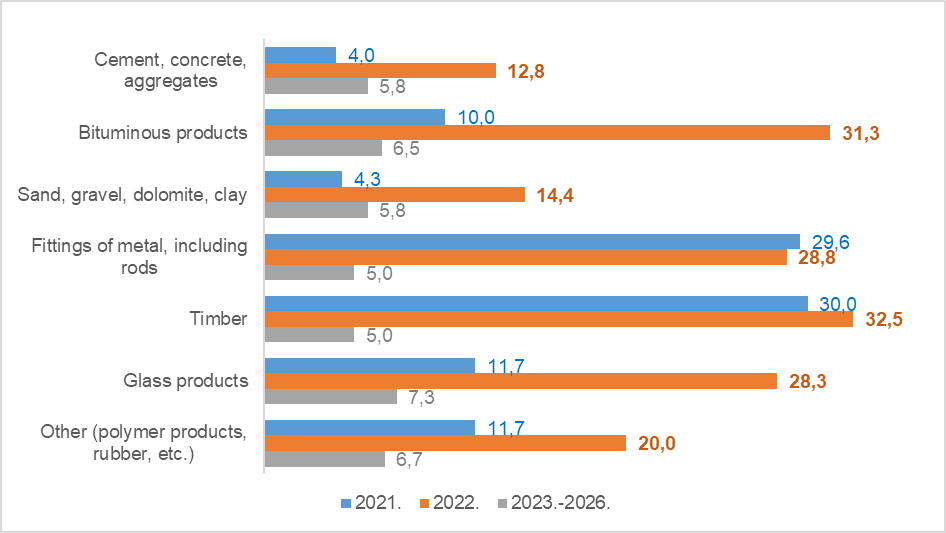 Cement, concrete,
aggregates
4,0
12,8
5,8
Bituminous products
10,0
31,3
6,5
Sand, gravel, dolomite, clay
4,3
14,4
5,8
Fittings of metal, including
rods
29,6
28,8
5,0
Timber
30,0
32,5
5,0
Glass products
11,7
28,3
7,3
Other (polymer products,
rubber, etc.)
11,7
20,0
6,7
2021. 2022. 2023.-2026.